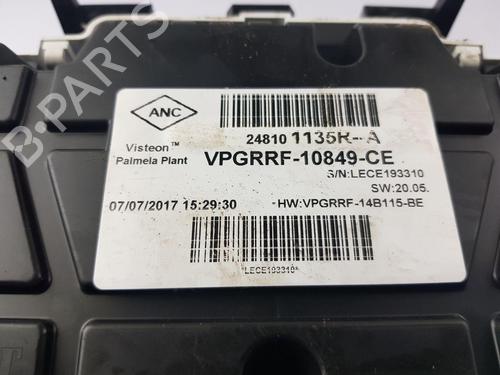 B-PARTS
ANC
24810 1135R--A
Visteon™
Palmela Plant
VPGRRF-10849-CE
S/N:LECE193310
SW:20.05.
07/07/2017 15:29:30
HW:VPGRRF-14B115-BE
*LECE193310*